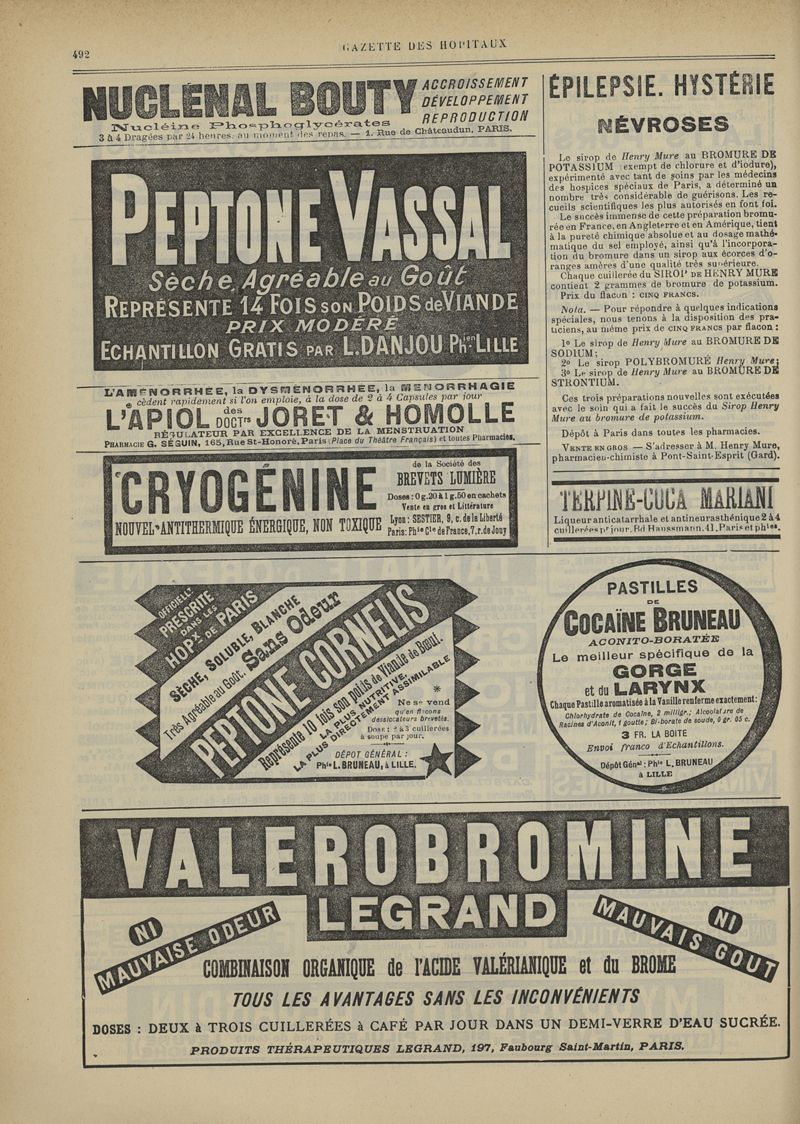 492
GAZETTE DES HOPITAUX
NUCLÉNAL BOUTY
ACCROISSEMENT
DÉVELOPPEMENT
REPRODUCTION
Nucléine Phosphoglycérates
3 à 4 Dragées par 24 heures, au moment des repas. — 1, Rue de Châteaudun, PARIS.
PEPTONE VASSAL
Sèche, Agréable au Goût
REPRÉSENTE 14 FOIS SON POIDS de VIANDE
PRIX MODÉRÉ
ECHANTILLON GRATIS PAR L. DANJOU Ph.ien LILLE
L'AMÉNORRHÉE, la DYSMÉNORRHÉE, la MENORRHAGIE
cèdent rapidement si l'on emploie, à la dose de 2 à 4 Capsules par jour
L'APIOL des DOCTrs JORET & HOMOLLE
RÉGULATEUR PAR EXCELLENCE DE LA MENSTRUATION
PHARMACIE G. SÉGUIN, 165, Rue St-Honoré, Paris (Place du Théâtre Français) et toutes Pharmacies.
CRYOGÉNINE
NOUVEL ANTITHERMIQUE ÉNERGIQUE, NON TOXIQUE
de la Société des
BREVETS LUMIÈRE
Doses: 0 g. 20 à 1 g. 50 en cachets
Vente en gros et Littérature
Lyon: SESTIER, 9, c. de la Liberté
Paris: Phie Cle de France, 7, r. de Jouy
ÉPILEPSIE. HYSTÉRIE
NÉVROSES
Le sirop de Henry Mure au BROMURE DE
POTASSIUM (exempt de chlorure et d'iodure),
expérimenté avec tant de soins par les médecins
des hospices spéciaux de Paris, a déterminé un
nombre très considérable de guérisons. Les re-
cueils scientifiques les plus autorisés en font foi.
Le succès immense de cette préparation bromu-
rée en France, en Angleterre et en Amérique, tient
à la pureté chimique absolue et au dosage mathé-
matique du sel employé, ainsi qu'à l'incorpora-
tion du bromure dans un sirop aux écorces d'o-
ranges amères d'une qualité très supérieure.
Chaque cuillerée du SIROP DE HENRY MURE
contient 2 grammes de bromure de potassium.
Prix du flacon : CINQ FRANCS.
Nota. — Pour répondre à quelques indications
spéciales, nous tenons à la disposition des pra-
ticiens, au même prix de CINQ FRANCS par flacon :
1o Le sirop de Henry Mure au BROMURE DE
SODIUM;
2o Le sirop POLYBROMURÉ Henry Mure;
3o Le sirop de Henry Mure au BROMURE DE
STRONTIUM.
Ces trois préparations nouvelles sont exécutées
avec le soin qui a fait le succès du Sirop Henry
Mure au bromure de potassium.
Dépôt à Paris dans toutes les pharmacies.
VENTE EN GROS — S'adresser à M. Henry Mure,
pharmacien-chimiste à Pont-Saint-Esprit (Gard).
TERPINE-COCA MARIANI
Liqueur anticatarrhale et antineurasthénique 2 à 4
cuillerées pr jour. Bd Haussmann. 41, Paris et phies.
OFFICIELLt
PRESCRITE
DANS LES
HOPx DE PARIS
SÈCHE, SOLUBLE, BLANCHE
Très Agréable au Goût. Sans Odeur
PEPTONE CORNELIS
Représente 10 fois son poids de Viande de Bœuf.
LA PLUS NUTRITIVE,
LA PLUS DIRECTEMENT ASSIMILABLE
*
Ne se vend
qu'en flacons
dessiccateurs brevetés.
DOSE : 2 à 3 cuillerées
à soupe par jour.
DÉPOT GÉNÉRAL :
Phie L. BRUNEAU, à LILLE.
PASTILLES
DE
COCAÏNE BRUNEAU
ACONITO-BORATÉE
Le meilleur spécifique de la
GORGE
et du LARYNX
Chaque Pastille aromatisée à la Vanille renferme exactement:
Chlorhydrate de Cocaïne, 2 milligr.; Alcoolature de
Racines d'Aconit, 1 goutte; Bi-borate de soude, 0 gr. 05 c.
3 FR. LA BOITE
Envoi franco d'Echantillons.
Dépôt Génal : Phie L. BRUNEAU
à LILLE
VALEROBROMINE
LEGRAND
NI
MAUVAISE ODEUR
NI
MAUVAIS GOUT
COMBINAISON ORGANIQUE de l'ACIDE VALÉRIANIQUE et du BROME
TOUS LES AVANTAGES SANS LES INCONVÉNIENTS
DOSES : DEUX à TROIS CUILLERÉES à CAFÉ PAR JOUR DANS UN DEMI-VERRE D'EAU SUCRÉE.
PRODUITS THÉRAPEUTIQUES LEGRAND, 197, Faubourg Saint-Martin, PARIS.